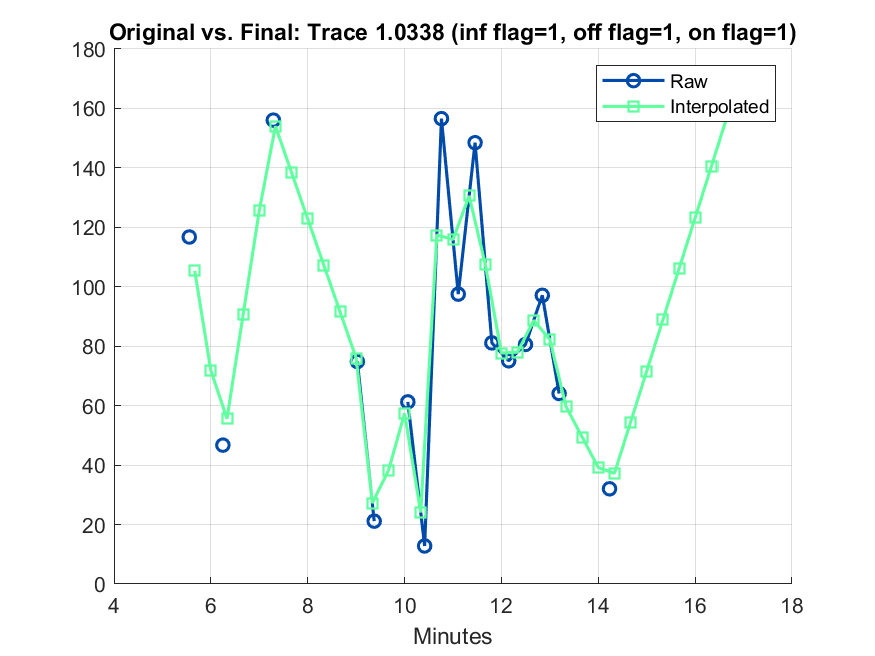 Original vs. Final: Trace 1.0338 (inf flag=1, off flag=1, on flag=1)
180
160
140
120
100
80
60
40
20
0
Raw
Interpolated
4 6 8 10 12 14 16 18
Minutes